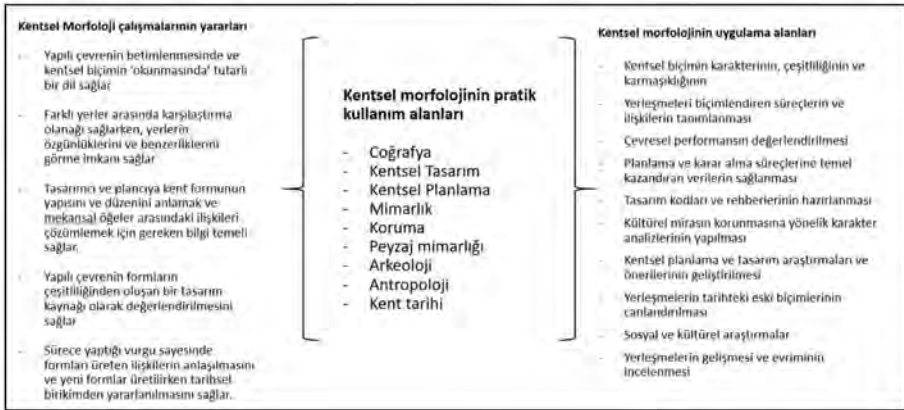 Kentsel Morfoloji çalışmalarının yararları
- Yapılı çevrenin betimlenmesinde ve
kentsel biçimin 'okunmasında' tutarlı
bir dil sağlar
- Farklı yerler arasında karşılaştırma
olanağı sağlarken, yerlerin
özgünlüklerini ve benzerliklerini
görme imkanı sağlar
- Tasarımcı ve plancıya kent formunun
yapısını ve düzenini anlamak ve
mekansal öğeler arasındaki ilişkileri
çözümlemek için gereken bilgi temeli
sağlar.
- Yapılı çevrenin formların
çeşitliliğinden oluşan bir tasarım
kaynağı olarak değerlendirilmesini
sağlar
- Sürece yaptığı vurgu sayesinde
formları üreten ilişkilerin anlaşılmasını
ve yeni formlar üretilirken tarihsel
birikimden yararlanılmasını sağlar.
Kentsel morfolojinin pratik
kullanım alanları
- Coğrafya
- Kentsel Tasarım
- Kentsel Planlama
- Mimarlık
- Koruma
- Peyzaj mimarlığı
- Arkeoloji
- Antropoloji
- Kent tarihi
Kentsel morfolojinin uygulama alanları
- Kentsel biçimin karakterinin, çeşitliliğinin ve
karmaşıklığının
- Yerleşmeleri biçimlendiren süreçlerin ve
ilişkilerin tanımlanması
- Çevresel performansın değerlendirilmesi
- Planlama ve karar alma süreçlerine temel
kazandıran verilerin sağlanması
- Tasarım kodları ve rehberlerinin hazırlanması
- Kültürel mirasın korunmasına yönelik karakter
analizlerinin yapılması
- Kentsel planlama ve tasarım araştırmaları ve
önerilerinin geliştirilmesi
- Yerleşmelerin tarihteki eski biçimlerinin
canlandırılması
- Sosyal ve kültürel araştırmalar
- Yerleşmelerin gelişmesi ve evriminin
incelenmesi